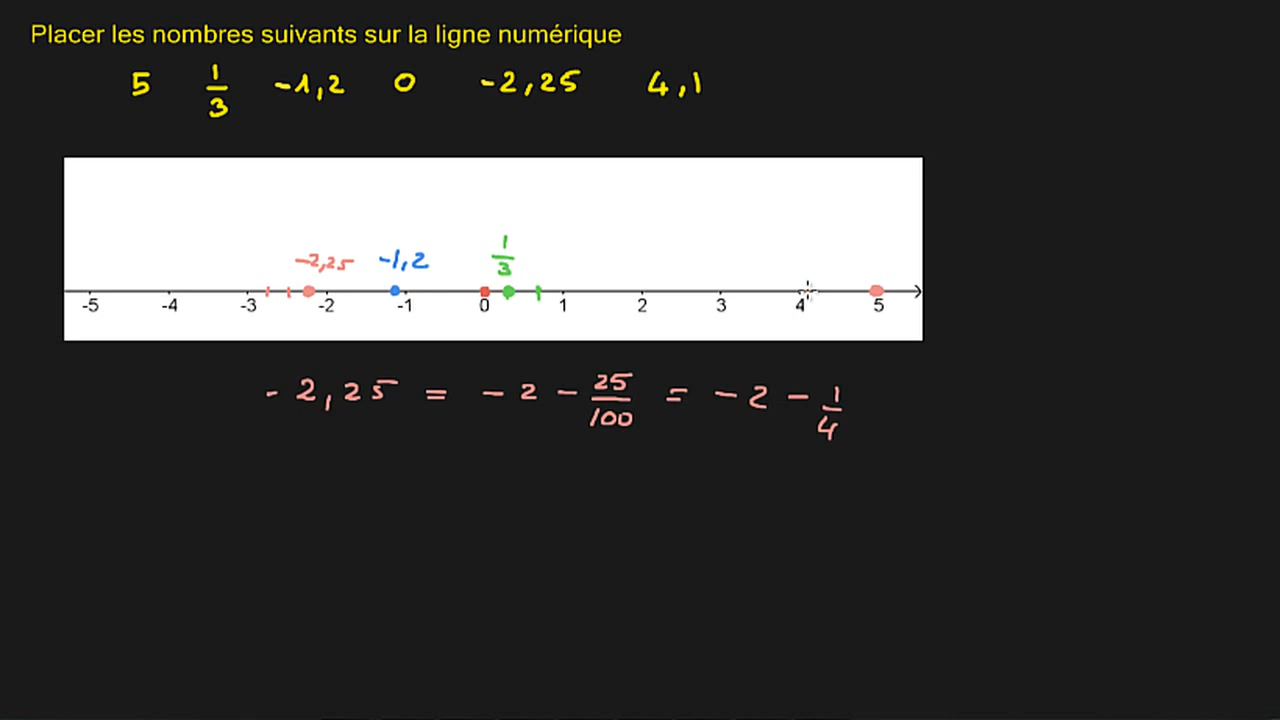 Placer les nombres suivants sur la ligne numérique
5 1/3 -1,2 0 -2,25 4,1
-2,25 -1,2 1/3
-5 -4 -3 -2 -1 0 1 2 3 4 5
- 2,25 = - 2 - 25/100 = - 2 - 1/4